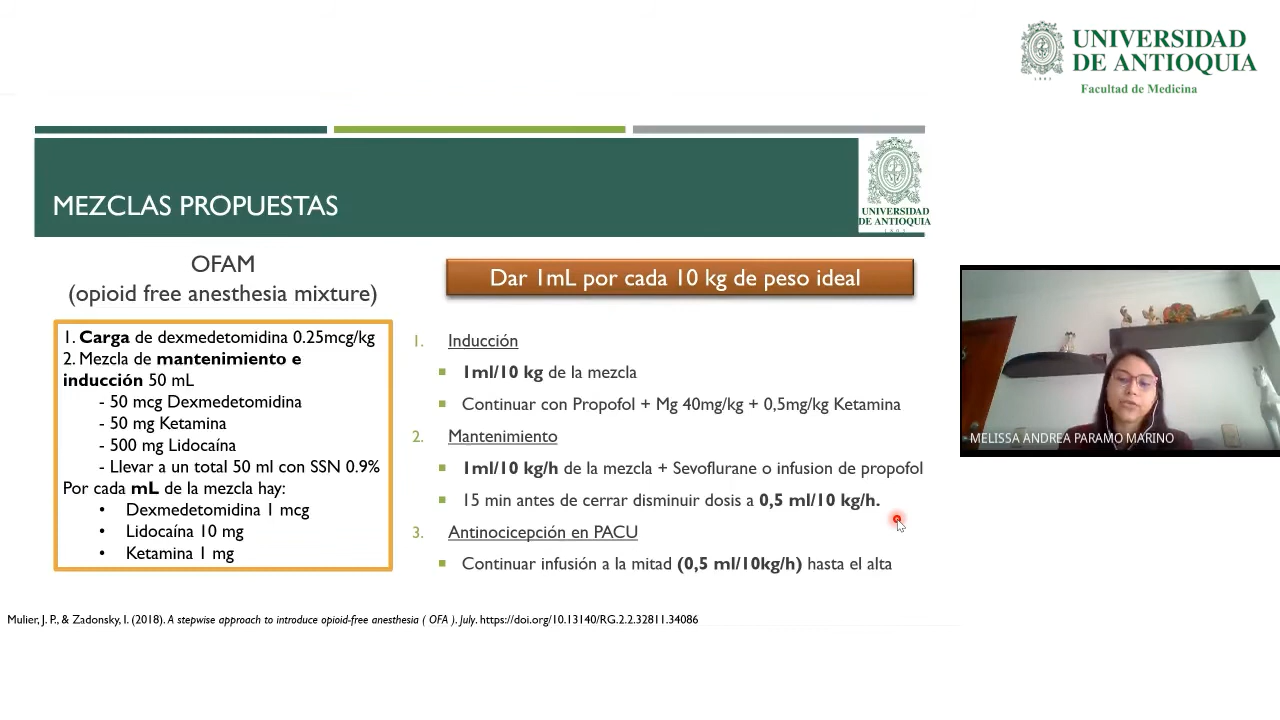 UNIVERSIDAD
DE ANTIOQUIA
1803
Facultad de Medicina
MEZCLAS PROPUESTAS
UNIVERSIDAD
DE ANTIOQUIA
1803
OFAM
(opioid free anesthesia mixture)
1. Carga de dexmedetomidina 0.25mcg/kg
2. Mezcla de mantenimiento e
inducción 50 mL
- 50 mcg Dexmedetomidina
- 50 mg Ketamina
- 500 mg Lidocaína
- Llevar a un total 50 ml con SSN 0.9%
Por cada mL de la mezcla hay:
• Dexmedetomidina 1 mcg
• Lidocaína 10 mg
• Ketamina 1 mg
Dar 1mL por cada 10 kg de peso ideal
1. Inducción
▪ 1ml/10 kg de la mezcla
▪ Continuar con Propofol + Mg 40mg/kg + 0,5mg/kg Ketamina
2. Mantenimiento
▪ 1ml/10 kg/h de la mezcla + Sevoflurane o infusion de propofol
▪ 15 min antes de cerrar disminuir dosis a 0,5 ml/10 kg/h.
3. Antinocicepción en PACU
▪ Continuar infusión a la mitad (0,5 ml/10kg/h) hasta el alta
MELISSA ANDREA PARAMO MARINO
Mulier, J. P., & Zadonsky, I. (2018). A stepwise approach to introduce opioid-free anesthesia ( OFA ). July. https://doi.org/10.13140/RG.2.2.32811.34086